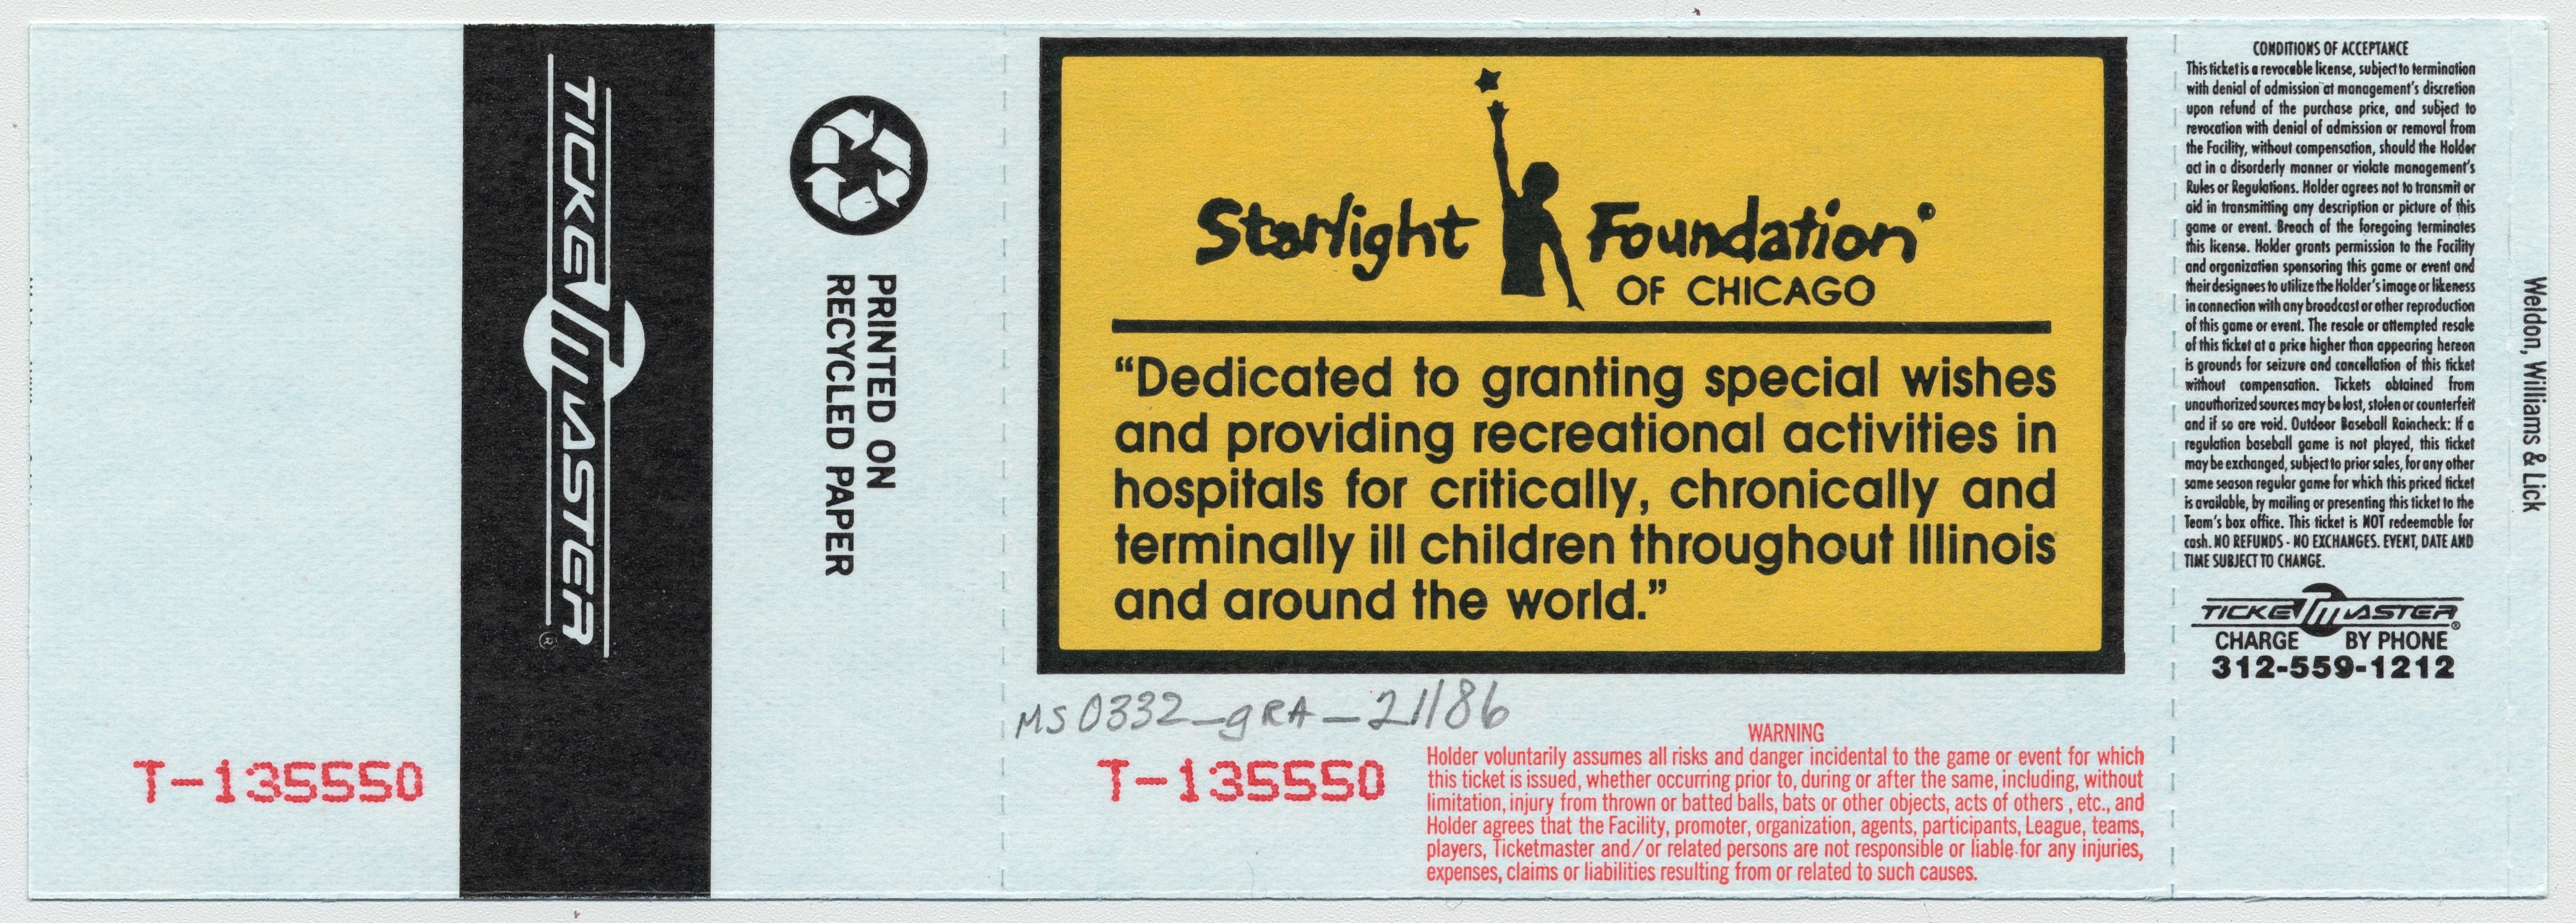 TICKETMASTER®
PRINTED ON
RECYCLED PAPER
T-135550
Starlight Foundation®
OF CHICAGO
“Dedicated to granting special wishes
and providing recreational activities in
hospitals for critically, chronically and
terminally ill children throughout Illinois
and around the world.”
MS0332_gRA_21186
T-135550
WARNING
Holder voluntarily assumes all risks and danger incidental to the game or event for which
this ticket is issued, whether occurring prior to, during or after the same, including, without
limitation, injury from thrown or batted balls, bats or other objects, acts of others , etc., and
Holder agrees that the Facility, promoter, organization, agents, participants, League, teams,
players, Ticketmaster and/or related persons are not responsible or liable for any injuries,
expenses, claims or liabilities resulting from or related to such causes.
CONDITIONS OF ACCEPTANCE
This ticket is a revocable license, subject to termination
with denial of admission at management's discretion
upon refund of the purchase price, and subject to
revocation with denial of admission or removal from
the Facility, without compensation, should the Holder
act in a disorderly manner or violate management's
Rules or Regulations. Holder agrees not to transmit or
aid in transmitting any description or picture of this
game or event. Breach of the foregoing terminates
this license. Holder grants permission to the Facility
and organization sponsoring this game or event and
their designees to utilize the Holder's image or likeness
in connection with any broadcast or other reproduction
of this game or event. The resale or attempted resale
of this ticket at a price higher than appearing hereon
is grounds for seizure and cancellation of this ticket
without compensation. Tickets obtained from
unauthorized sources may be lost, stolen or counterfeit
and if so are void. Outdoor Baseball Raincheck: If a
regulation baseball game is not played, this ticket
may be exchanged, subject to prior sales, for any other
same season regular game for which this priced ticket
is available, by mailing or presenting this ticket to the
Team's box office. This ticket is NOT redeemable for
cash. NO REFUNDS - NO EXCHANGES. EVENT, DATE AND
TIME SUBJECT TO CHANGE.
TICKETMASTER®
CHARGE BY PHONE
312-559-1212
Weldon, Williams & Lick